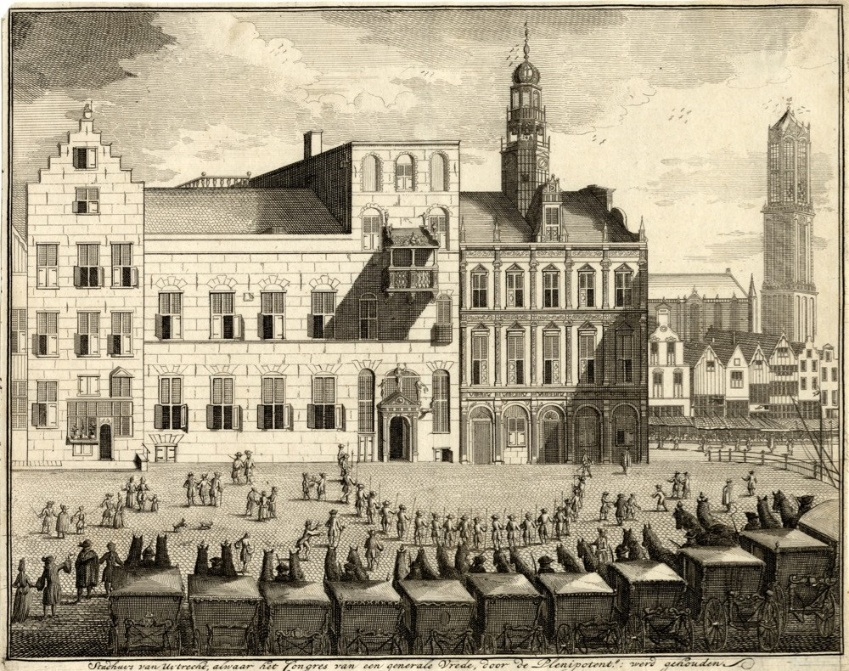 Stadhuis van Utrecht, alwaar het Congres van een generale Vrede, door de Plenipotent.ˢ: werd gehouden